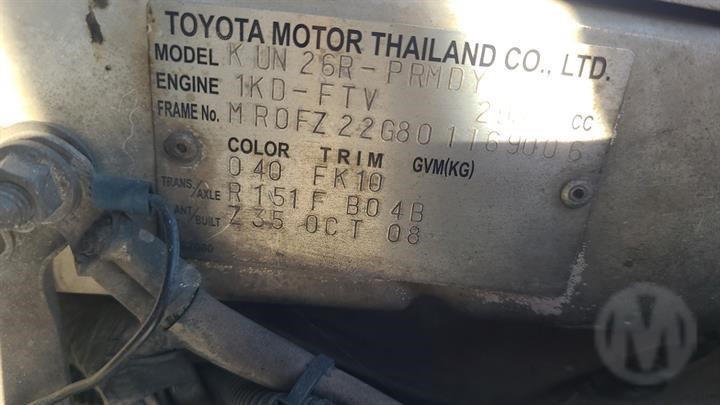 TOYOTA MOTOR THAILAND CO., LTD.
MODEL KUN26R-PRMDY
ENGINE 1KD-FTV CC
FRAME No. MR0FZ22G801169006
COLOR TRIM GVM(KG)
040 FK10
TRANS./AXLE R151F B04B
ANT/BUILT Z35 OCT 08
M